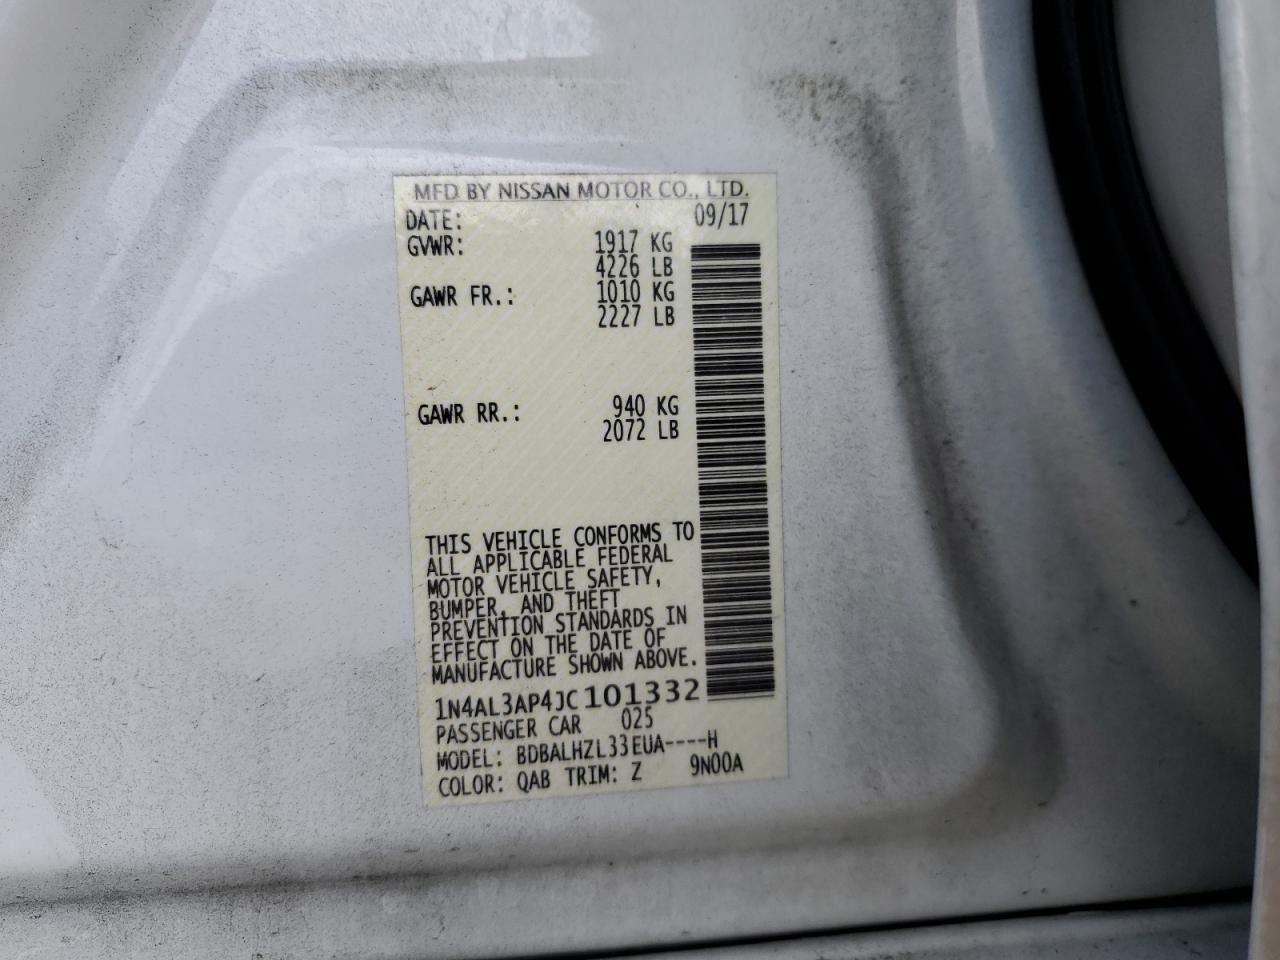 MFD BY NISSAN MOTOR CO., LTD.
DATE: 09/17
GVWR: 1917 KG
4226 LB
GAWR FR.: 1010 KG
2227 LB
GAWR RR.: 940 KG
2072 LB
THIS VEHICLE CONFORMS TO
ALL APPLICABLE FEDERAL
MOTOR VEHICLE SAFETY,
BUMPER, AND THEFT
PREVENTION STANDARDS IN
EFFECT ON THE DATE OF
MANUFACTURE SHOWN ABOVE.
1N4AL3AP4JC101332
PASSENGER CAR 025
MODEL: BDBALHZL33EUA----H
COLOR: QAB TRIM: Z 9N00A